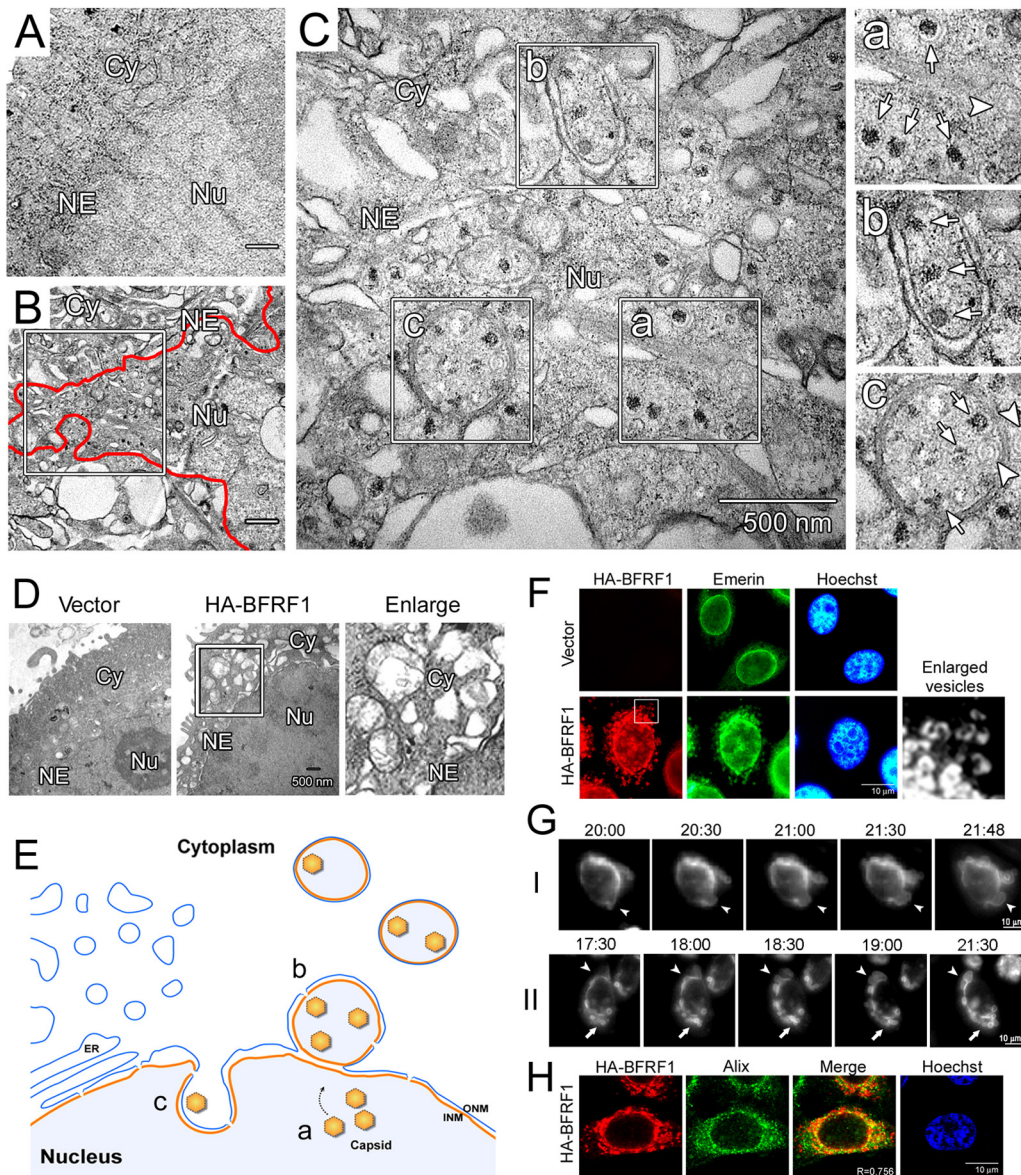 A
Cy
NE
Nu
B
Cy
NE
Nu
C
Cy
b
NE
Nu
c
a
500 nm
a
b
c
D
Vector
HA-BFRF1
Enlarge
Cy
NE
Nu
Cy
NE
Nu
500 nm
Cy
NE
E
Cytoplasm
b
ER
c
a
Capsid
ONM
INM
Nucleus
F
HA-BFRF1
Emerin
Hoechst
Vector
HA-BFRF1
10 µm
Enlarged
vesicles
G
20:00
20:30
21:00
21:30
21:48
I
10 µm
17:30
18:00
18:30
19:00
21:30
II
10 µm
H
HA-BFRF1
Alix
Merge
Hoechst
HA-BFRF1
R=0.756
10 µm